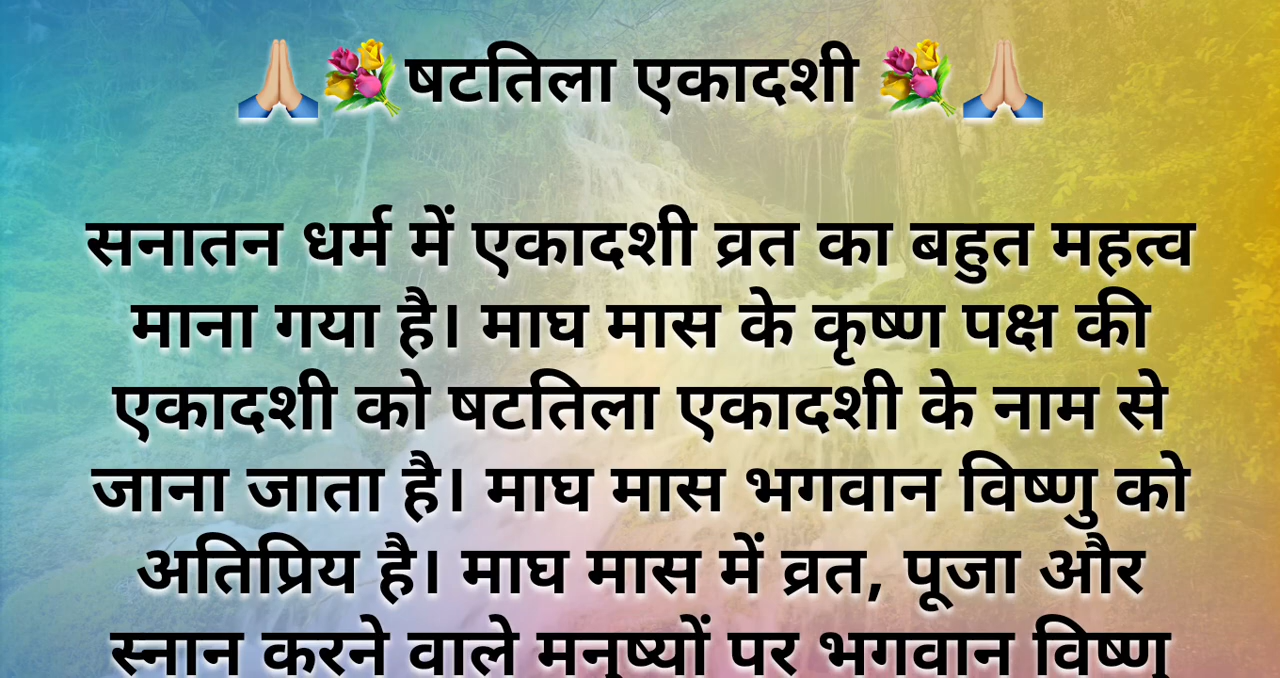 🙏🏼💐षटतिला एकादशी 💐🙏🏼
सनातन धर्म में एकादशी व्रत का बहुत महत्व
माना गया है। माघ मास के कृष्ण पक्ष की
एकादशी को षटतिला एकादशी के नाम से
जाना जाता है। माघ मास भगवान विष्णु को
अतिप्रिय है। माघ मास में व्रत, पूजा और
स्नान करने वाले मनुष्यों पर भगवान विष्णु